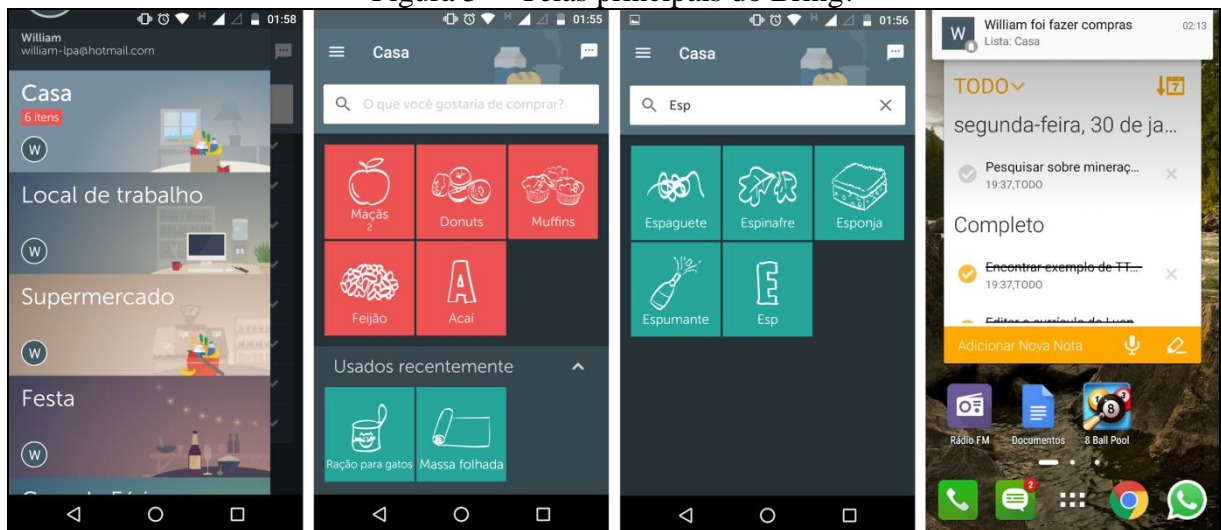 01:58
William
william-lpa@hotmail.com
Casa
6 itens
W
Local de trabalho
W
Supermercado
W
Festa
W
H
01:55
Casa
O que você gostaria de comprar?
Maçãs
2
Donuts
Muffins
Feijão
A
Acai
Usados recentemente
Ração para gatos
Massa folhada
H
01:56
Casa
Esp
Espaguete
Espinafre
Esponja
Espumante
E
Esp
W
William foi fazer compras
02:13
Lista: Casa
TODO
7
segunda-feira, 30 de ja...
Pesquisar sobre mineraç...
19:37,TODO
Completo
Encontrar exemplo de TT...
19:37,TODO
Adicionar Nova Nota
Rádio FM
Documentos
8 Ball Pool
8
2